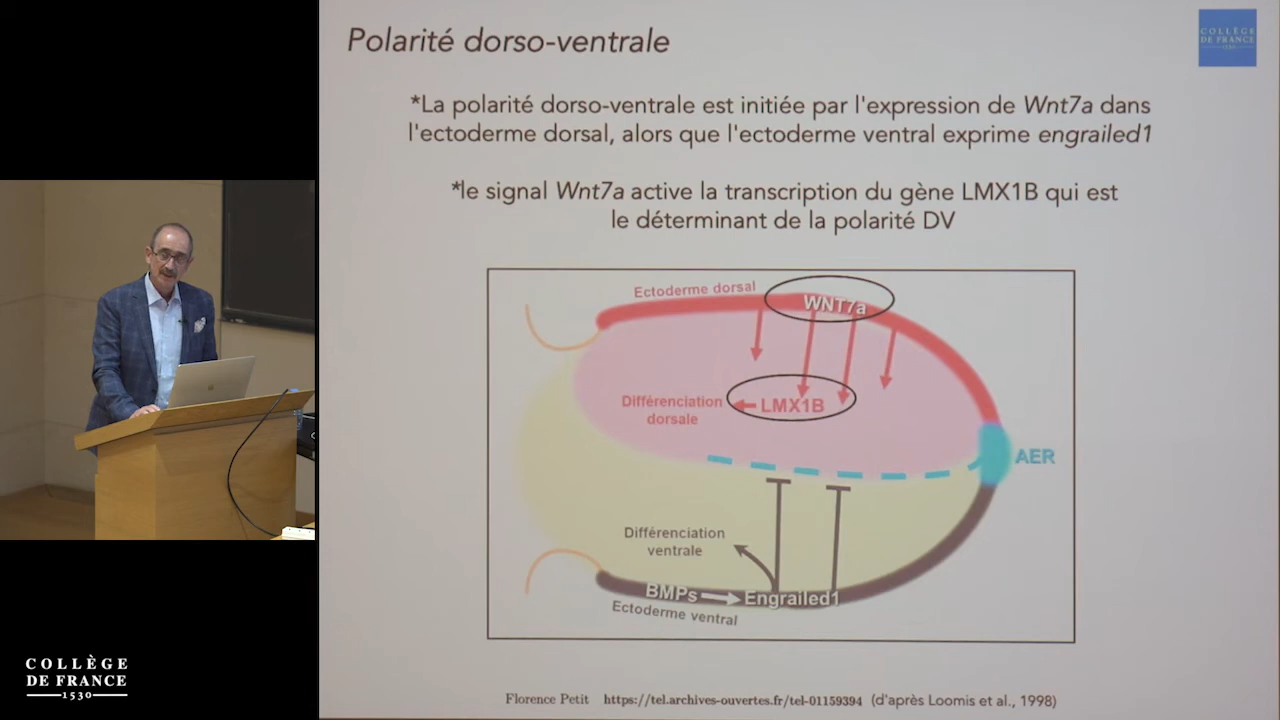 Polarité dorso-ventrale
COLLÈGE
DE FRANCE
1530
*La polarité dorso-ventrale est initiée par l'expression de Wnt7a dans
l'ectoderme dorsal, alors que l'ectoderme ventral exprime engrailed1
*le signal Wnt7a active la transcription du gène LMX1B qui est
le déterminant de la polarité DV
Ectoderme dorsal
WNT7a
Différenciation
dorsale
LMX1B
AER
Différenciation
ventrale
BMPs
Engrailed1
Ectoderme ventral
Florence Petit https://tel.archives-ouvertes.fr/tel-01159394 (d'après Loomis et al., 1998)
COLLÈGE
DE FRANCE
1530